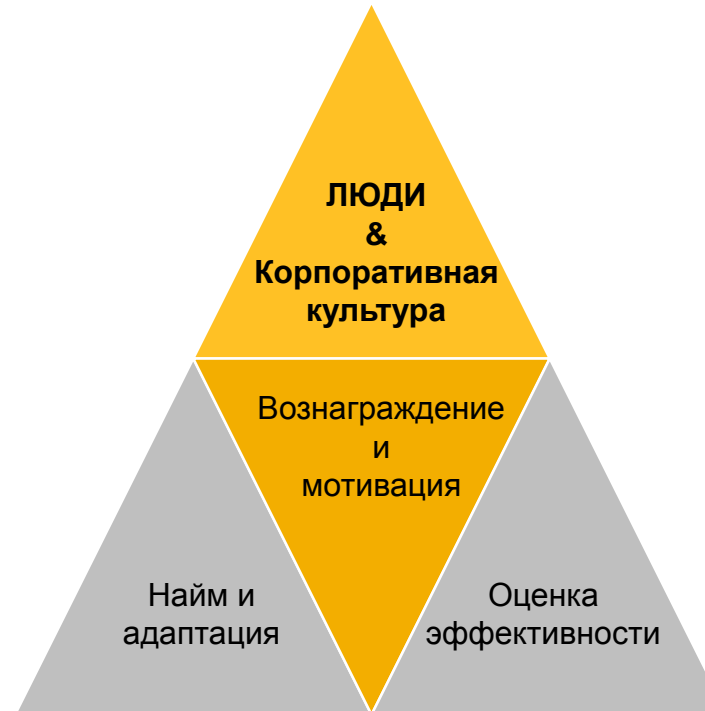 ЛЮДИ
&
Корпоративная
культура
Вознаграждение
и
мотивация
Найм и
адаптация
Оценка
эффективности